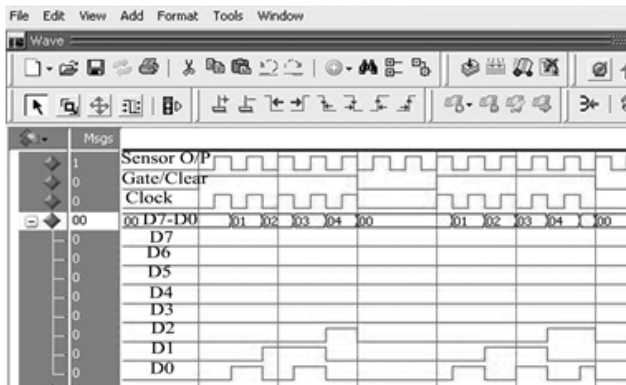 File Edit View Add Format Tools Window
Wave
Msgs
Sensor O/P 1
Gate/Clear 0
Clock 0
00 00 D7-D0 01 02 03 04 00 01 02 03 04 00
D7 0
D6 0
D5 0
D4 0
D3 0
D2 0
D1 0
D0 0